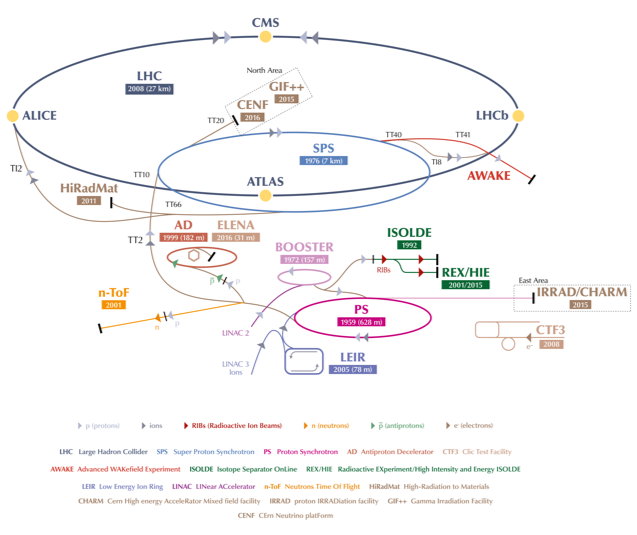 CMS
North Area
LHC
2008 (27 km)
GIF++
2015
CENF
2016
ALICE
LHCb
TT20
TT40
TT41
SPS
1976 (7 km)
TI2
TT10
TI8
AWAKE
HiRadMat
2011
ATLAS
TT66
AD
1999 (182 m)
ELENA
2016 (31 m)
TT2
BOOSTER
1972 (157 m)
ISOLDE
1992
RIBs
REX/HIE
2001/2015
p̅
p
East Area
n-ToF
2001
IRRAD/CHARM
2015
PS
1959 (628 m)
n
p
LINAC 2
CTF3
e-
2008
LINAC 3
Ions
LEIR
2005 (78 m)
p (protons) ions RIBs (Radioactive Ion Beams) n (neutrons) p̅ (antiprotons) e- (electrons)
LHC Large Hadron Collider SPS Super Proton Synchrotron PS Proton Synchrotron AD Antiproton Decelerator CTF3 Clic Test Facility
AWAKE Advanced WAKefield Experiment ISOLDE Isotope Separator OnLine REX/HIE Radioactive EXperiment/High Intensity and Energy ISOLDE
LEIR Low Energy Ion Ring LINAC LINear ACcelerator n-ToF Neutrons Time Of Flight HiRadMat High-Radiation to Materials
CHARM Cern High energy AcceleRator Mixed field facility IRRAD proton IRRADiation facility GIF++ Gamma Irradiation Facility
CENF CErn Neutrino platForm